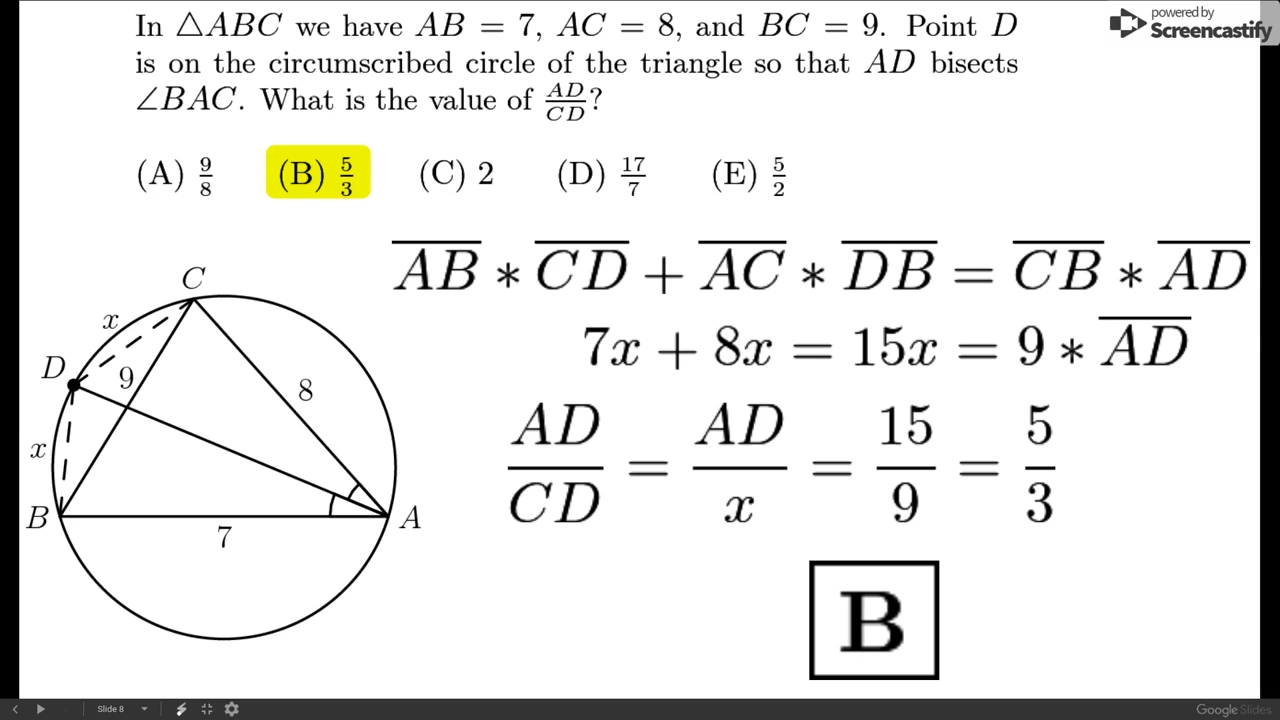 In △ABC we have AB = 7, AC = 8, and BC = 9. Point D
is on the circumscribed circle of the triangle so that AD bisects
∠BAC. What is the value of AD/CD?
(A) 9/8 (B) 5/3 (C) 2 (D) 17/7 (E) 5/2
powered by
Screencastify
AB * CD + AC * DB = CB * AD
7x + 8x = 15x = 9 * AD
AD/CD = AD/x = 15/9 = 5/3
B
C
x
D
9
8
x
B
A
7
Slide 8
Google Slides